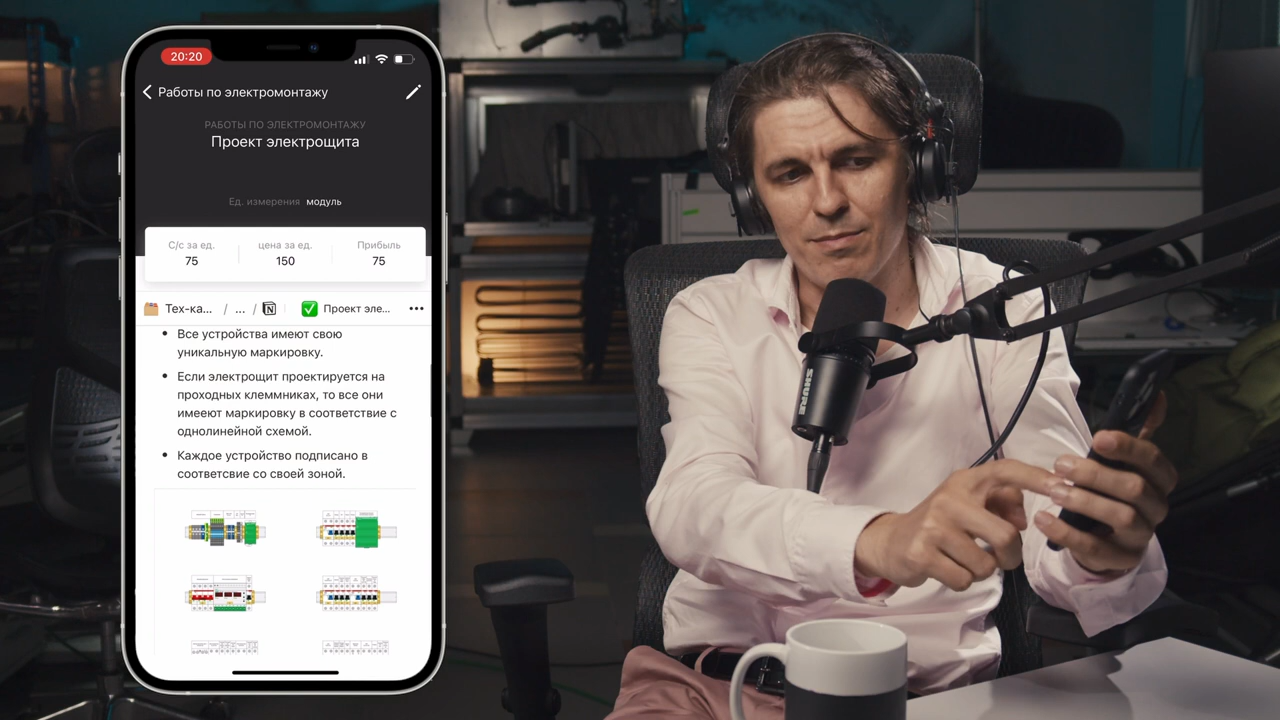 20:20
Работы по электромонтажу
РАБОТЫ ПО ЭЛЕКТРОМОНТАЖУ
Проект электрощита
Ед. измерения модуль
С/с за ед. цена за ед. Прибыль
75 150 75
Тех-ка... / ... / Проект эле... •••
• Все устройства имеют свою
уникальную маркировку.
• Если электрощит проектируется на
проходных клеммниках, то все они
имееют маркировку в соответствие с
однолинейной схемой.
• Каждое устройство подписано в
соответсвие со своей зоной.
SHURE